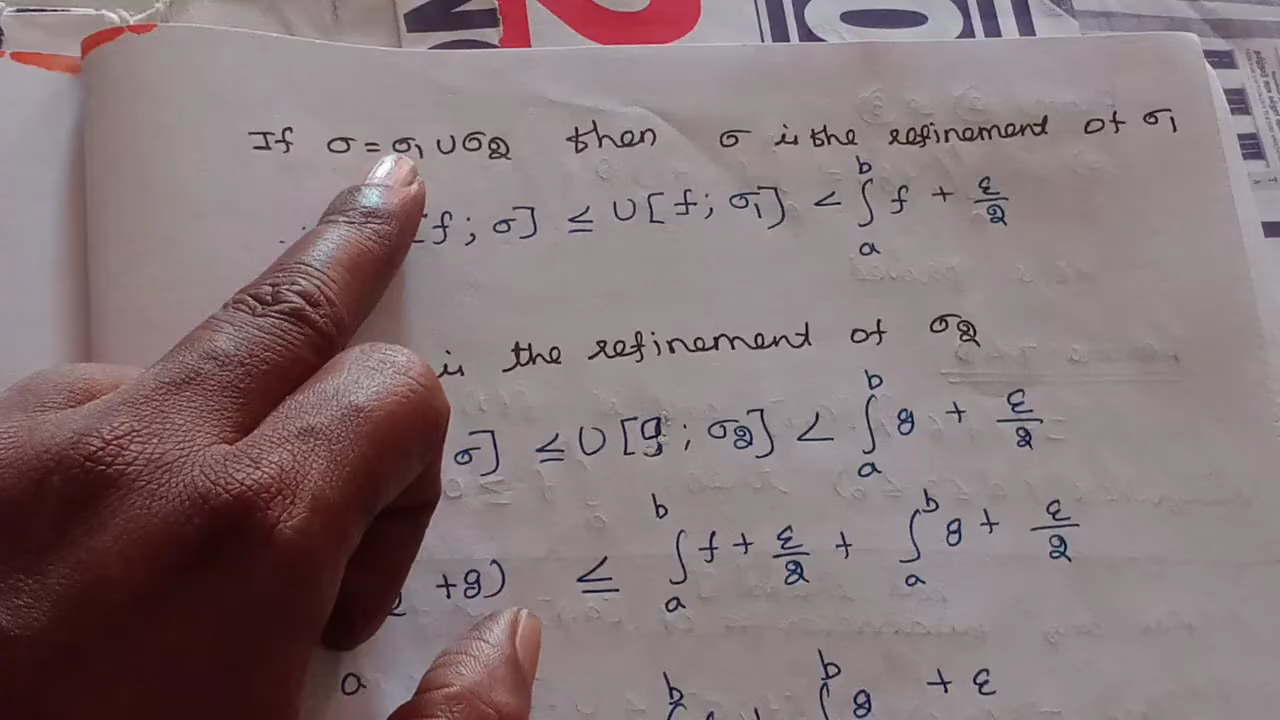 If σ = σ₁ ∪ σ₂ then σ is the refinement of σ₁
[f; σ] ≤ U[f; σ₁] < ∫ₐᵇ f + ε/2
is the refinement of σ₂
σ] ≤ U[g; σ₂] < ∫ₐᵇ g + ε/2
+g) ≤ ∫ₐᵇ f + ε/2 + ∫ₐᵇ g + ε/2
a b b g + ε